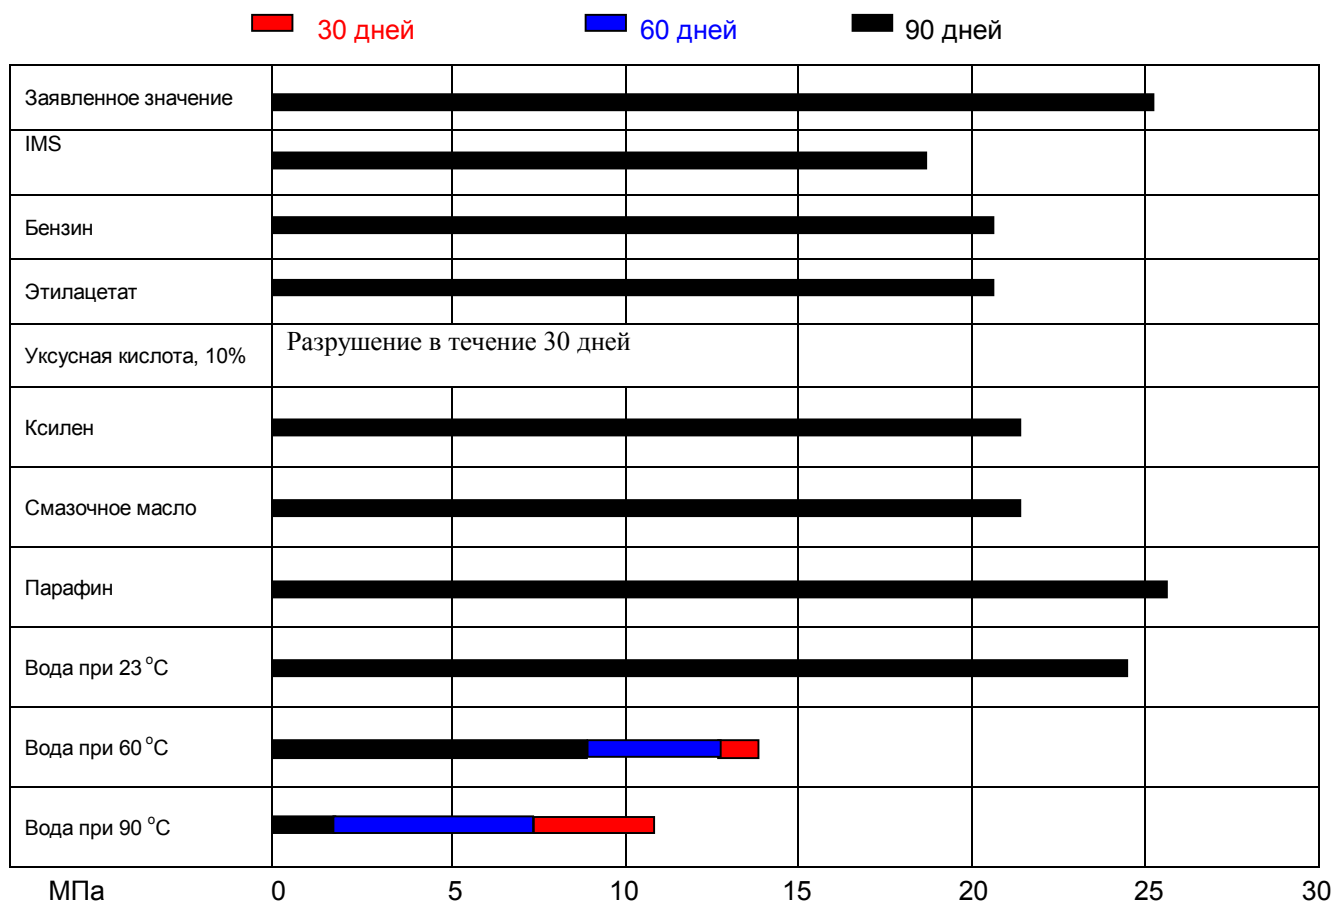 30 дней 60 дней 90 дней
Заявленное значение
IMS
Бензин
Этилацетат
Уксусная кислота, 10% Разрушение в течение 30 дней
Ксилен
Смазочное масло
Парафин
Вода при 23 °C
Вода при 60 °C
Вода при 90 °C
МПа 0 5 10 15 20 25 30